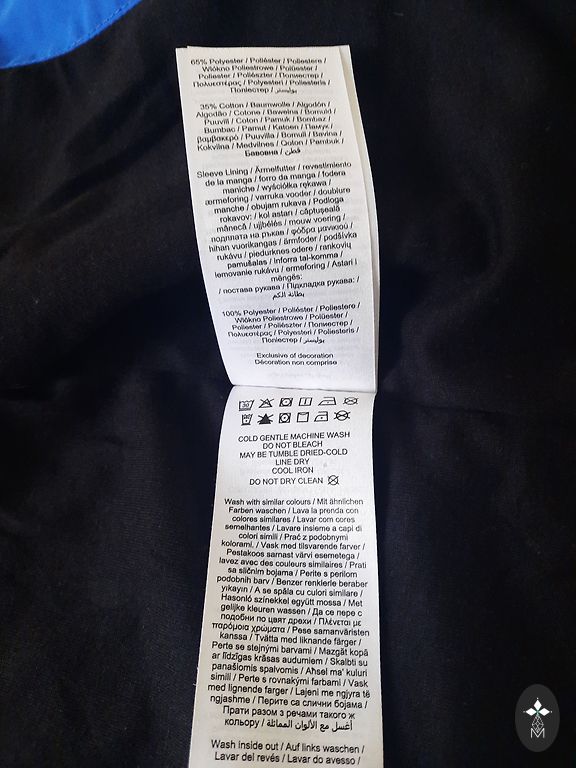 65% Polyester / Poliéster / Poliestere /
Włókno Poliestrowe / Polüester /
Poliester / Poliészter / Полиестер /
Πολυεστέρας / Polyesteri / Poliesteris /
Поліестер / بوليستر
35% Cotton / Baumwolle / Algodón /
Algodão / Cotone / Bawełna / Bomuld /
Puuvill / Coton / Pamuk / Bombaz /
Bumbac / Pamut / Katoen / Памук /
βαμβακερό / Puuvilla / Bomull / Bavlna /
Kokvilna / Medvilnes / Qoton / Pambuk /
Бавовна / قطن
Sleeve Lining / Ärmelfutter / revestimiento
de la manga / forro da manga / fodera
maniche / wyściółka rękawa /
ærmeforing / varruka vooder / doublure
manche / obujam rukava / Podloga
rokavov: / kol astarı / căptușeală
mânecă / ujjbélés / mouw voering /
подплата на ръкав / φόδρα μανικιού /
hihan vuorikangas / ärmfoder / podšívka
rukávu / piedurknes odere / rankovių
pamušalas / Inforra tal-komma /
lemovanie rukávu / ermeforing / Astari i
mëngës:
/ постава рукава / Підкладка рукава: /
بطانة الكم
100% Polyester / Poliéster / Poliestere /
Włókno Poliestrowe / Polüester /
Poliester / Poliészter / Полиестер /
Πολυεστέρας / Polyesteri / Poliesteris /
Поліестер / بوليستر
Exclusive of decoration
Décoration non comprise
30
COLD GENTLE MACHINE WASH
DO NOT BLEACH
MAY BE TUMBLE DRIED-COLD
LINE DRY
COOL IRON
DO NOT DRY CLEAN
Wash with similar colours / Mit ähnlichen
Farben waschen / Lava la prenda con
colores similares / Lavar com cores
semelhantes / Lavare insieme a capi di
colori simili / Prać z podobnymi
kolorami. / Vask med tilsvarende farver /
Pestakoos sarnast värvi esemetega /
lavez avec des couleurs similaires / Prati
sa sličnim bojama / Perite s perilom
podobnih barv / Benzer renklerle beraber
yıkayın / A se spăla cu culori similare /
Hasonló színekkel együtt mossa / Met
gelijke kleuren wassen / Да се пере с
подобни по цвят дрехи / Πλένεται με
παρόμοια χρώματα / Pese samanväristen
kanssa / Tvätta med liknande färger /
Perte se stejnými barvami / Mazgāt kopā
ar līdzīgas krāsas audumiem / Skalbti su
panašiomis spalvomis / Aħsel ma' kuluri
simili / Perte s rovnakými farbami / Vask
med lignende farger / Lajeni me ngjyra të
ngjashme / Перите са слични бојама /
Прати разом з речами такого ж
кольору / أغسل مع الألوان المماثلة
Wash inside out / Auf links waschen /
Lavar del revés / Lavar do avesso /
M